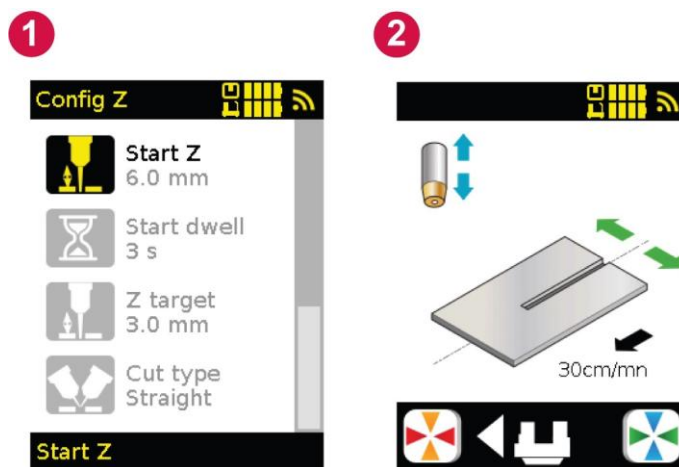 1
Config Z
Start Z
6.0 mm
Start dwell
3 s
Z target
3.0 mm
Cut type
Straight
Start Z
2
30cm/mn